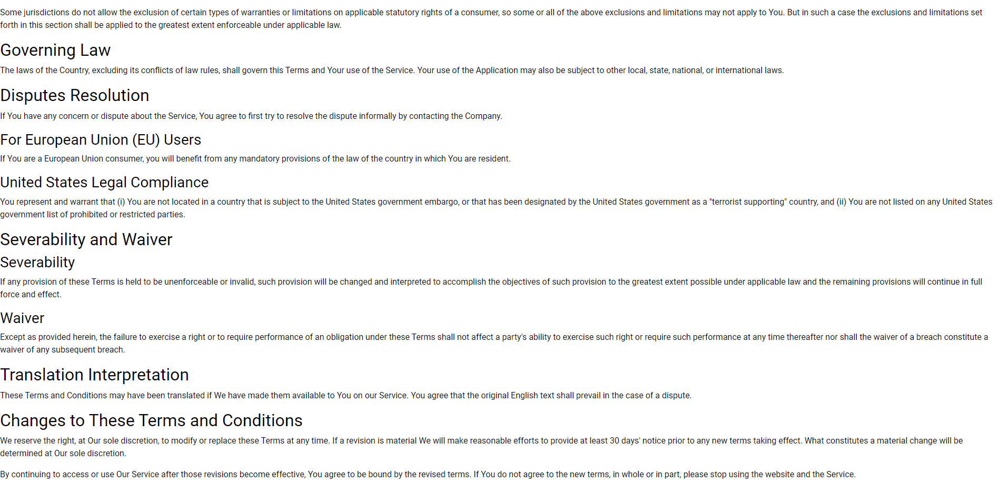 Some jurisdictions do not allow the exclusion of certain types of warranties or limitations on applicable statutory rights of a consumer, so some or all of the above exclusions and limitations may not apply to You. But in such a case the exclusions and limitations set
forth in this section shall be applied to the greatest extent enforceable under applicable law.
Governing Law
The laws of the Country, excluding its conflicts of law rules, shall govern this Terms and Your use of the Service. Your use of the Application may also be subject to other local, state, national, or international laws.
Disputes Resolution
If You have any concern or dispute about the Service, You agree to first try to resolve the dispute informally by contacting the Company.
For European Union (EU) Users
If You are a European Union consumer, you will benefit from any mandatory provisions of the law of the country in which You are resident.
United States Legal Compliance
You represent and warrant that (i) You are not located in a country that is subject to the United States government embargo, or that has been designated by the United States government as a "terrorist supporting" country, and (ii) You are not listed on any United States
government list of prohibited or restricted parties.
Severability and Waiver
Severability
If any provision of these Terms is held to be unenforceable or invalid, such provision will be changed and interpreted to accomplish the objectives of such provision to the greatest extent possible under applicable law and the remaining provisions will continue in full
force and effect.
Waiver
Except as provided herein, the failure to exercise a right or to require performance of an obligation under these Terms shall not affect a party's ability to exercise such right or require such performance at any time thereafter nor shall the waiver of a breach constitute a
waiver of any subsequent breach.
Translation Interpretation
These Terms and Conditions may have been translated if We have made them available to You on our Service. You agree that the original English text shall prevail in the case of a dispute.
Changes to These Terms and Conditions
We reserve the right, at Our sole discretion, to modify or replace these Terms at any time. If a revision is material We will make reasonable efforts to provide at least 30 days' notice prior to any new terms taking effect. What constitutes a material change will be
determined at Our sole discretion.
By continuing to access or use Our Service after those revisions become effective, You agree to be bound by the revised terms. If You do not agree to the new terms, in whole or in part, please stop using the website and the Service.